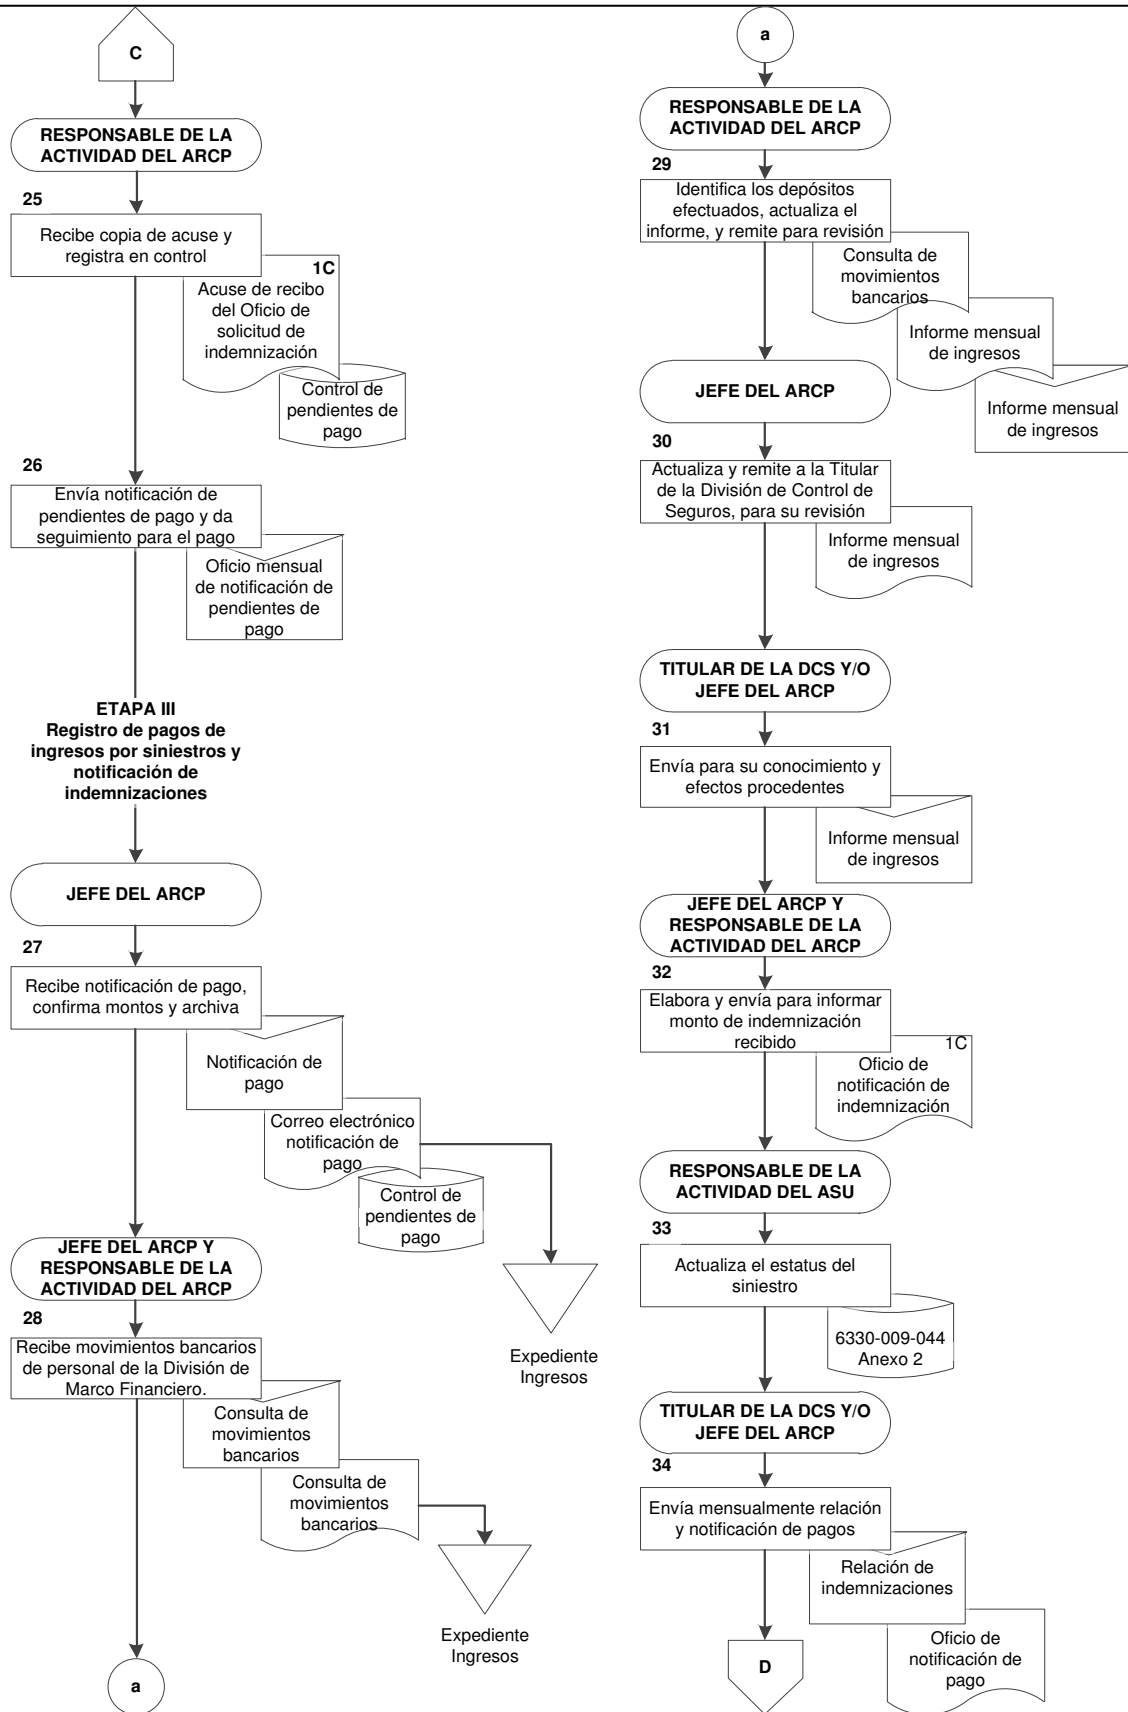 C
RESPONSABLE DE LA
ACTIVIDAD DEL ARCP
25
Recibe copia de acuse y
registra en control
1C
Acuse de recibo
del Oficio de
solicitud de
indemnización
Control de
pendientes de
pago
26
Envía notificación de
pendientes de pago y da
seguimiento para el pago
Oficio mensual
de notificación de
pendientes de
pago
ETAPA III
Registro de pagos de
ingresos por siniestros y
notificación de
indemnizaciones
JEFE DEL ARCP
27
Recibe notificación de pago,
confirma montos y archiva
Notificación de
pago
Correo electrónico
notificación de
pago
Control de
pendientes de
pago
Expediente
Ingresos
JEFE DEL ARCP Y
RESPONSABLE DE LA
ACTIVIDAD DEL ARCP
28
Recibe movimientos bancarios
de personal de la División de
Marco Financiero.
Consulta de
movimientos
bancarios
Consulta de
movimientos
bancarios
Expediente
Ingresos
a
a
RESPONSABLE DE LA
ACTIVIDAD DEL ARCP
29
Identifica los depósitos
efectuados, actualiza el
informe, y remite para revisión
Consulta de
movimientos
bancarios
Informe mensual
de ingresos
Informe mensual
de ingresos
JEFE DEL ARCP
30
Actualiza y remite a la Titular
de la División de Control de
Seguros, para su revisión
Informe mensual
de ingresos
TITULAR DE LA DCS Y/O
JEFE DEL ARCP
31
Envía para su conocimiento y
efectos procedentes
Informe mensual
de ingresos
JEFE DEL ARCP Y
RESPONSABLE DE LA
ACTIVIDAD DEL ARCP
32
Elabora y envía para informar
monto de indemnización
recibido
1C
Oficio de
notificación de
indemnización
RESPONSABLE DE LA
ACTIVIDAD DEL ASU
33
Actualiza el estatus del
siniestro
6330-009-044
Anexo 2
TITULAR DE LA DCS Y/O
JEFE DEL ARCP
34
Envía mensualmente relación
y notificación de pagos
Relación de
indemnizaciones
Oficio de
notificación de
pago
D